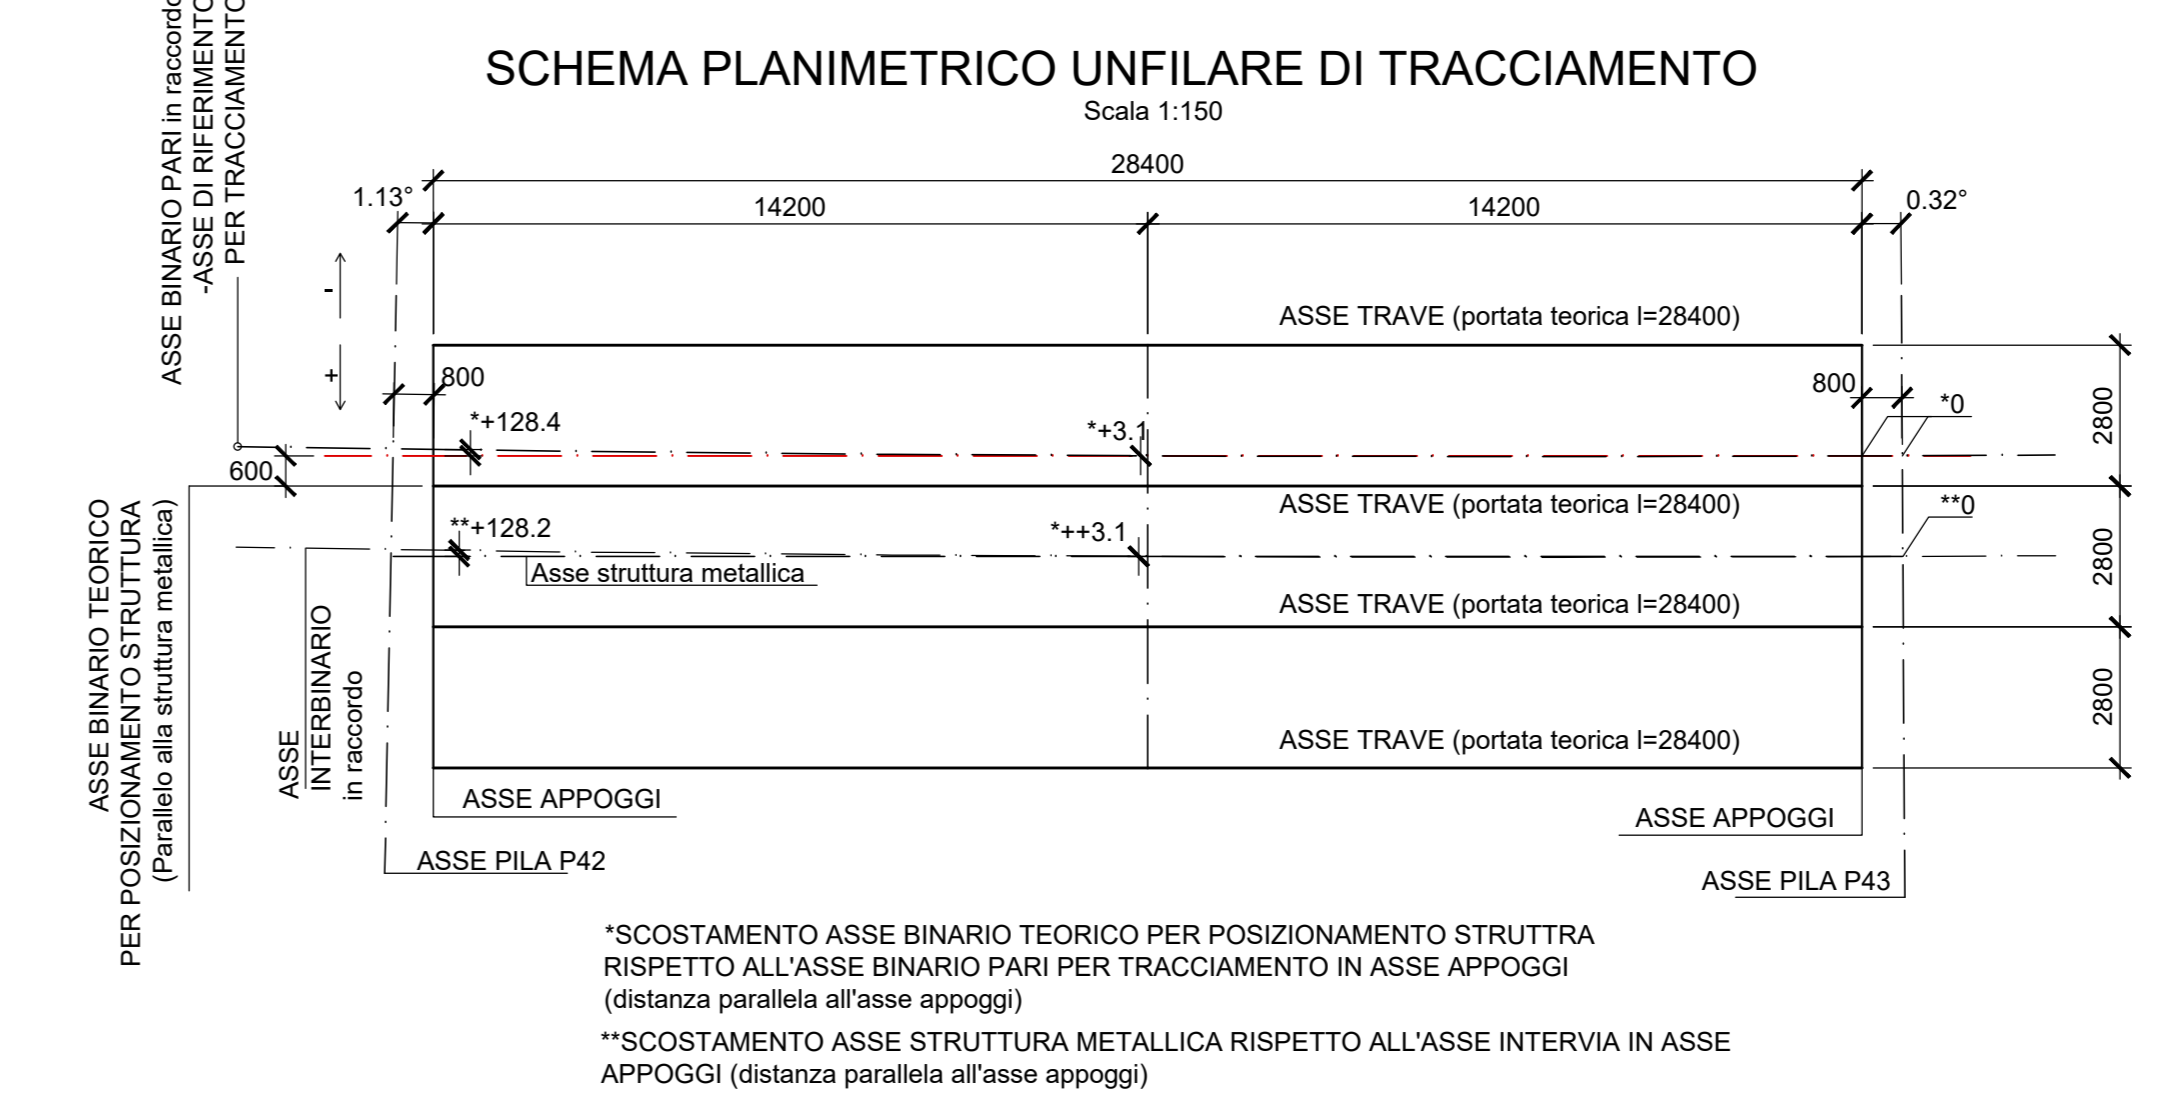 SCHEMA PLANIMETRICO UNFILARE DI TRACCIAMENTO
Scala 1:150
ASSE BINARIO PARI in raccordo
-ASSE DI RIFERIMENTO
PER TRACCIAMENTO
28400
1.13°
14200
14200
0.32°
-
+
ASSE TRAVE (portata teorica l=28400)
800
800
*0
2800
*+128.4
*+3.1
600
ASSE TRAVE (portata teorica l=28400)
**0
**+128.2
*++3.1
2800
Asse struttura metallica
ASSE TRAVE (portata teorica l=28400)
ASSE BINARIO TEORICO
PER POSIZIONAMENTO STRUTTURA
(Parallelo alla struttura metallica)
ASSE
INTERBINARIO
in raccordo
2800
ASSE TRAVE (portata teorica l=28400)
ASSE APPOGGI
ASSE APPOGGI
ASSE PILA P42
ASSE PILA P43
*SCOSTAMENTO ASSE BINARIO TEORICO PER POSIZIONAMENTO STRUTTRA
RISPETTO ALL'ASSE BINARIO PARI PER TRACCIAMENTO IN ASSE APPOGGI
(distanza parallela all'asse appoggi)
**SCOSTAMENTO ASSE STRUTTURA METALLICA RISPETTO ALL'ASSE INTERVIA IN ASSE
APPOGGI (distanza parallela all'asse appoggi)